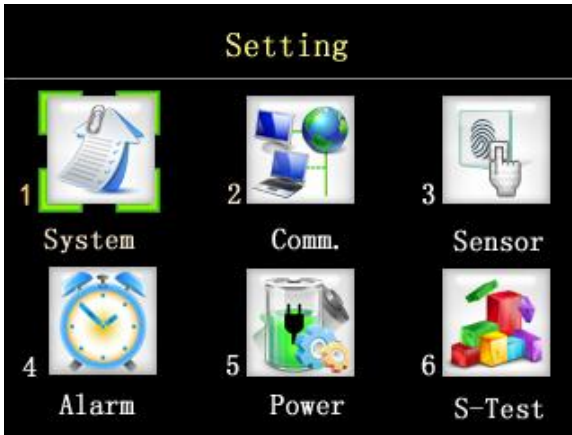 Setting
1 2 3
System Comm. Sensor
4 5 6
Alarm Power S-Test